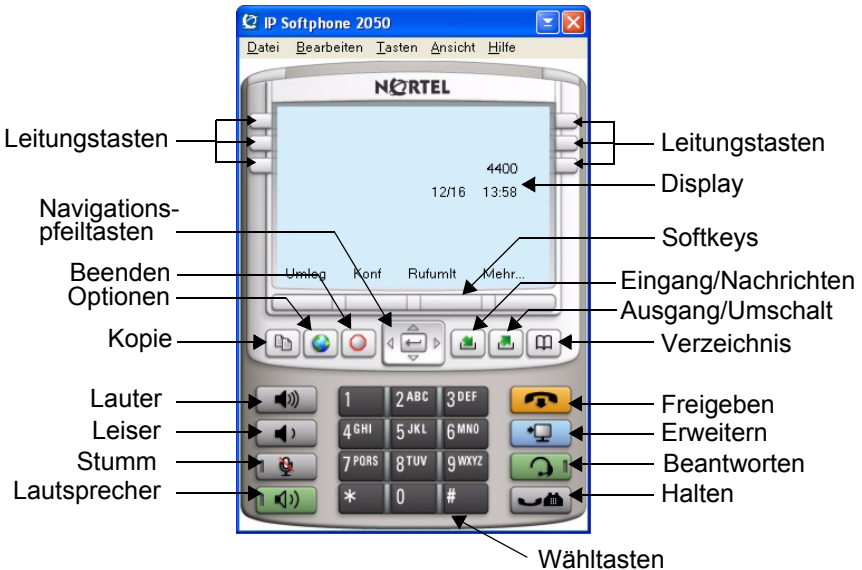 IP Softphone 2050
Datei Bearbeiten Tasten Ansicht Hilfe
NORTEL
Leitungstasten
Leitungstasten
4400
Display
12/16 13:58
Navigations-
pfeiltasten
Softkeys
Beenden
Umleg Konf Rufumlt Mehr...
Eingang/Nachrichten
Optionen
Ausgang/Umschalt
Kopie
Verzeichnis
Lauter
1 2 ABC 3 DEF
Freigeben
Leiser
4 GHI 5 JKL 6 MNO
Erweitern
Stumm
7 PQRS 8 TUV 9 WXYZ
Beantworten
Lautsprecher
* 0 #
Halten
Wähltasten